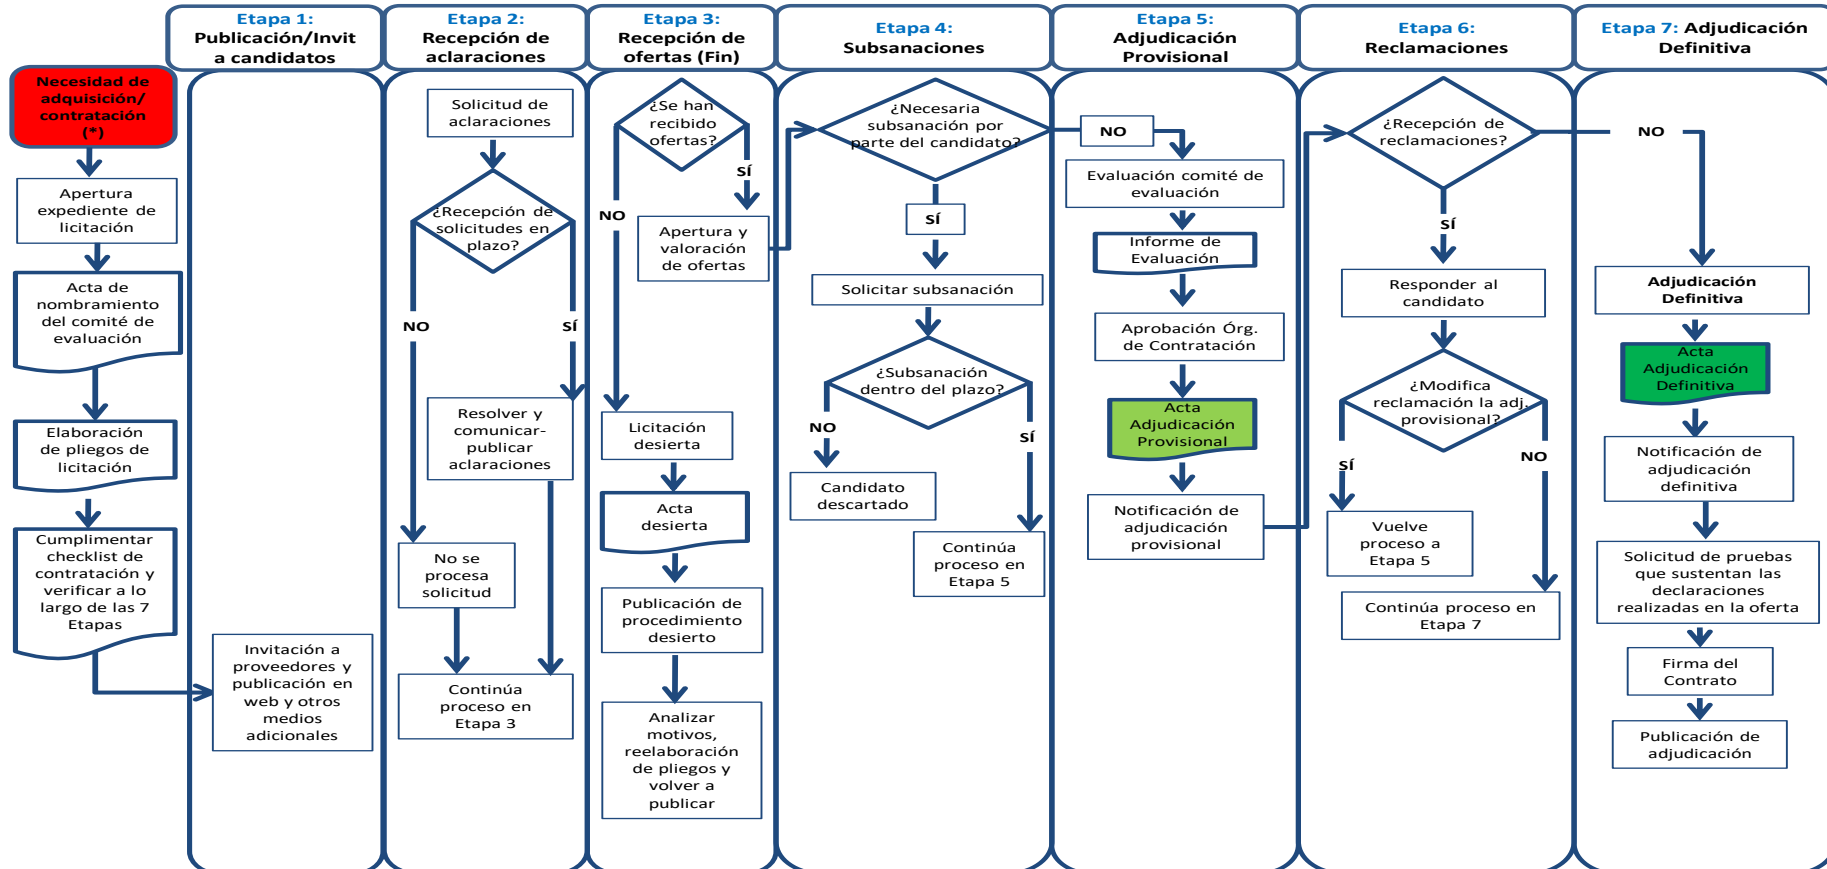 Necesidad de
adquisición/
contratación
(*)
Apertura
expediente de
licitación
Acta de
nombramiento
del comité de
evaluación
Elaboración
de pliegos de
licitación
Cumplimentar
checklist de
contratación y
verificar a lo
largo de las 7
Etapas
Etapa 1:
Publicación/Invit
a candidatos
Invitación a
proveedores y
publicación en
web y otros
medios
adicionales
Etapa 2:
Recepción de
aclaraciones
Solicitud de
aclaraciones
¿Recepción de
solicitudes en
plazo?
NO
SÍ
Resolver y
comunicar-
publicar
aclaraciones
No se
procesa
solicitud
Continúa
proceso en
Etapa 3
Etapa 3:
Recepción de
ofertas (Fin)
¿Se han
recibido
ofertas?
SÍ
NO
Apertura y
valoración
de ofertas
Licitación
desierta
Acta
desierta
Publicación de
procedimiento
desierto
Analizar
motivos,
reelaboración
de pliegos y
volver a
publicar
Etapa 4:
Subsanaciones
¿Necesaria
subsanación por
parte del candidato?
SÍ
Solicitar subsanación
¿Subsanación
dentro del plazo?
NO
SÍ
Candidato
descartado
Continúa
proceso en
Etapa 5
Etapa 5:
Adjudicación
Provisional
NO
Evaluación comité de
evaluación
Informe de
Evaluación
Aprobación Órg.
de Contratación
Acta
Adjudicación
Provisional
Notificación de
adjudicación
provisional
Etapa 6:
Reclamaciones
¿Recepción de
reclamaciones?
SÍ
Responder al
candidato
¿Modifica
reclamación la adj.
provisional?
SÍ
NO
Vuelve
proceso a
Etapa 5
Continúa proceso en
Etapa 7
Etapa 7: Adjudicación
Definitiva
NO
Adjudicación
Definitiva
Acta
Adjudicación
Definitiva
Notificación de
adjudicación
definitiva
Solicitud de pruebas
que sustentan las
declaraciones
realizadas en la oferta
Firma del
Contrato
Publicación de
adjudicación